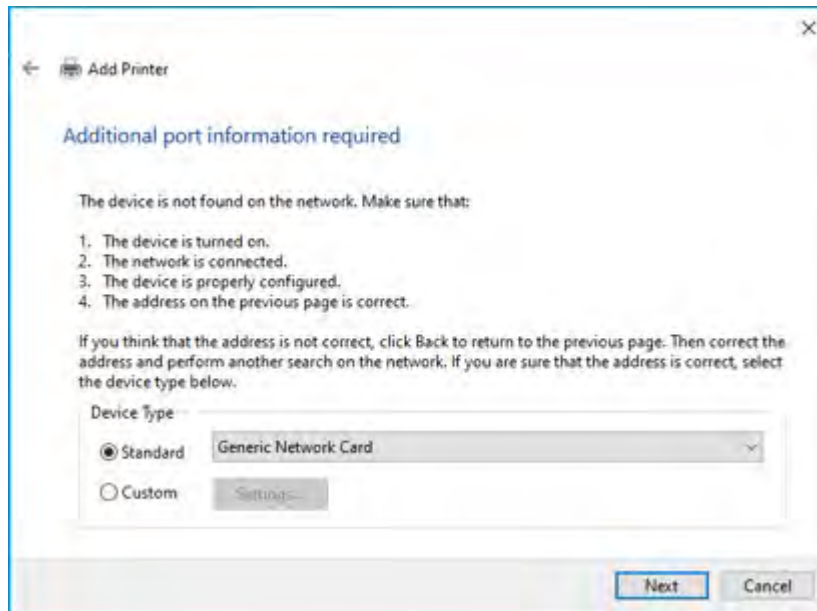 Add Printer
Additional port information required
The device is not found on the network. Make sure that:
1. The device is turned on.
2. The network is connected.
3. The device is properly configured.
4. The address on the previous page is correct.
If you think that the address is not correct, click Back to return to the previous page. Then correct the
address and perform another search on the network. If you are sure that the address is correct, select
the device type below.
Device Type
Standard
Generic Network Card
Custom
Settings...
Next
Cancel